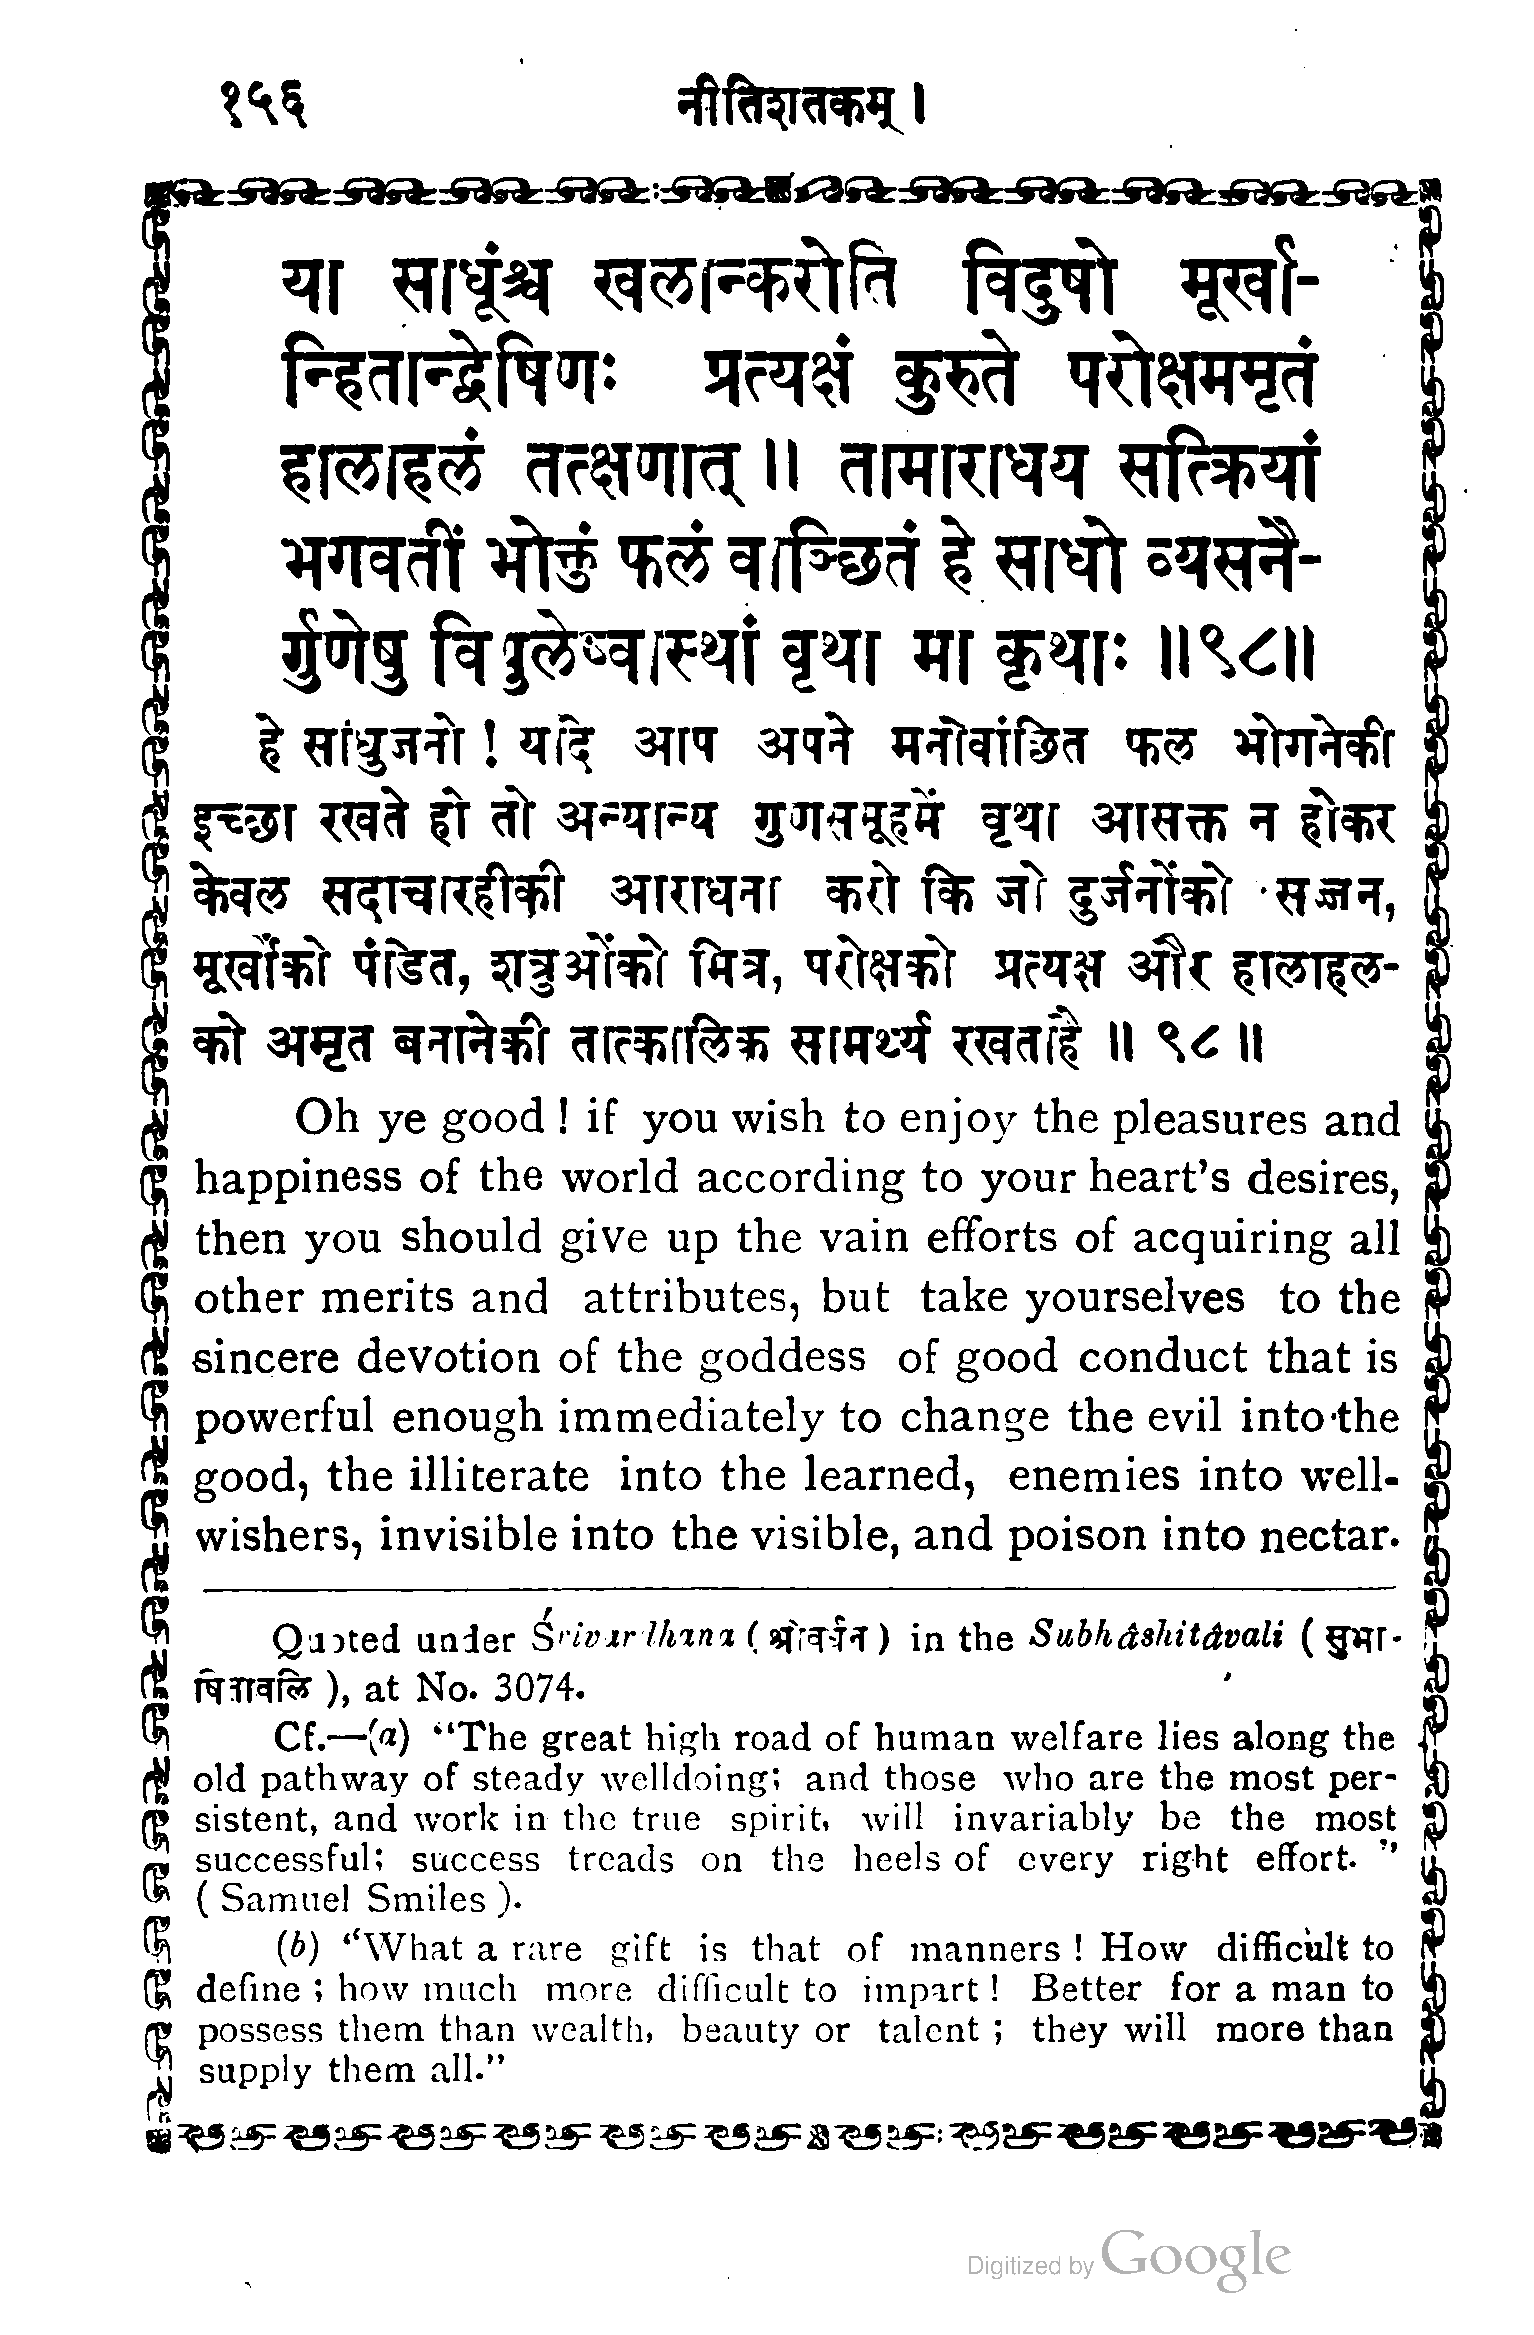 १५६ नीतिशतकम् ।
या साधूंश्च खलान्करोति विदुषो मूर्खा-
न्हितान्द्वेषिणः प्रत्यक्षं कुरुते परोक्षममृतं
हालाहलं तत्क्षणात् ॥ तामाराधय सत्क्रियां
भगवतीं भोक्तुं फलं वाञ्छितं हे साधो व्यसनै-
र्गुणेषु विपुलेष्वास्थां वृथा मा कृथाः ॥९८॥
हे साधुजनो ! यदि आप अपने मनोवांछित फल भोगनेकी
इच्छा रखते हो तो अन्यान्य गुणसमूहमें वृथा आसक्त न होकर
केवल सदाचारहीकी आराधना करो कि जो दुर्जनोंको सज्जन,
मूर्खोंको पंडित, शत्रुओंको मित्र, परोक्षको प्रत्यक्ष और हालाहल-
को अमृत बनानेकी तात्कालिक सामर्थ्य रखताहै ॥ ९८ ॥
Oh ye good ! if you wish to enjoy the pleasures and
happiness of the world according to your heart's desires,
then you should give up the vain efforts of acquiring all
other merits and attributes, but take yourselves to the
sincere devotion of the goddess of good conduct that is
powerful enough immediately to change the evil into the
good, the illiterate into the learned, enemies into well-
wishers, invisible into the visible, and poison into nectar.
Quoted under Śrivardhana ( श्रीवर्धन ) in the Subhâshitâvali ( सुभा-
षितावलि ), at No. 3074.
Cf.—(a) "The great high road of human welfare lies along the
old pathway of steady welldoing; and those who are the most per-
sistent, and work in the true spirit, will invariably be the most
successful; success treads on the heels of every right effort. "
( Samuel Smiles ).
(b) "What a rare gift is that of manners ! How difficult to
define ; how much more difficult to impart ! Better for a man to
possess them than wealth, beauty or talent ; they will more than
supply them all."
Digitized by Google